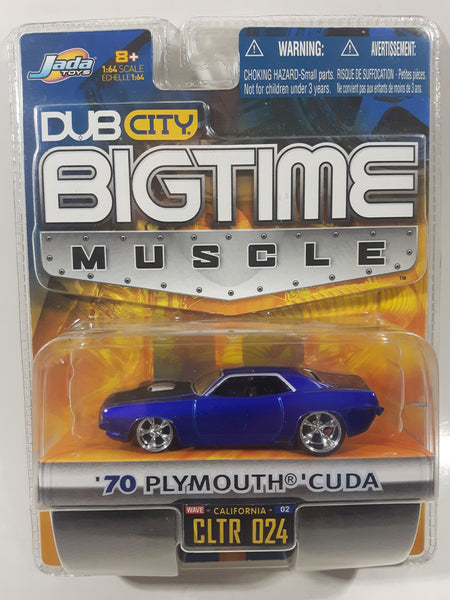 Jada
TOYS
8+
1:64 SCALE
ECHELLE 1:64
WARNING:
CHOKING HAZARD-Small parts.
Not for children under 3 years.
AVERTISSEMENT:
RISQUE DE SUFFOCATION - Petites pièces.
Ne convient pas aux enfants de moins de 3 ans.
DUB CITY
BIGTIME
MUSCLE
TM
'70 PLYMOUTH® 'CUDA
WAVE - CALIFORNIA - 02
CLTR 024